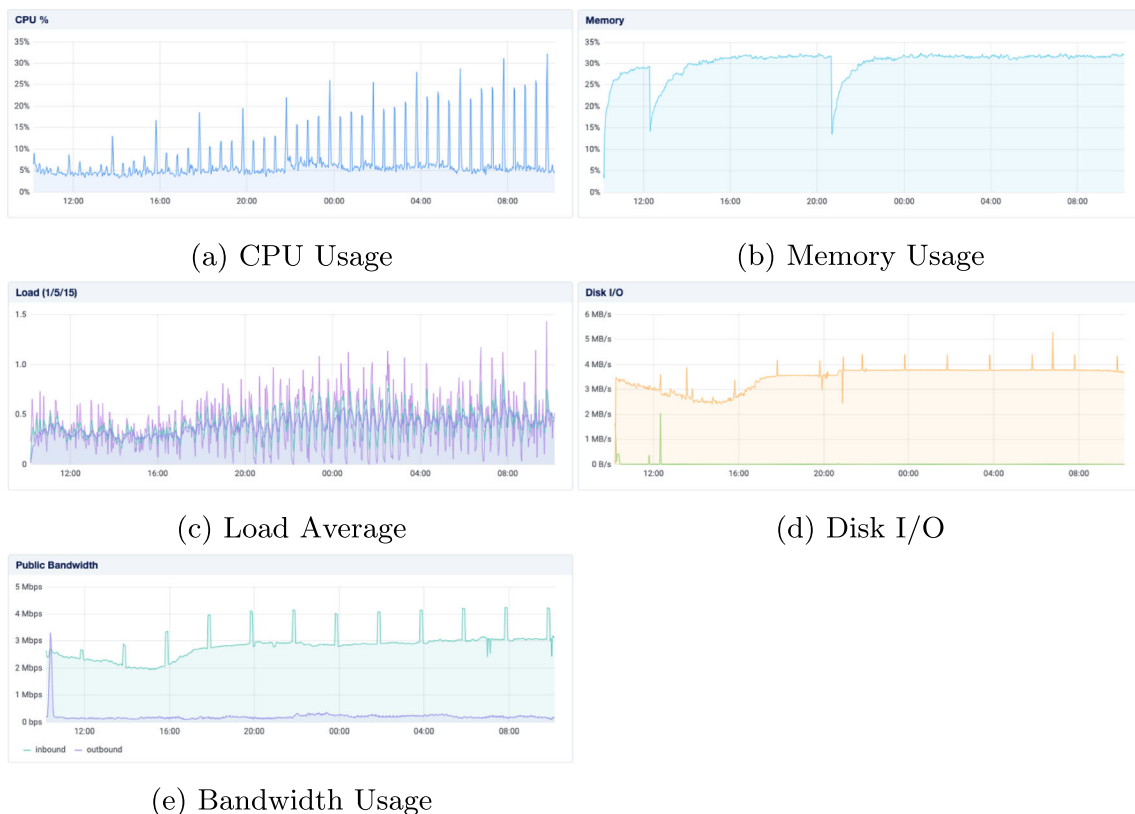 CPU %
35%
30%
25%
20%
15%
10%
5%
0%
12:00 16:00 20:00 00:00 04:00 08:00
(a) CPU Usage
Memory
35%
30%
25%
20%
15%
10%
5%
0%
12:00 16:00 20:00 00:00 04:00 08:00
(b) Memory Usage
Load (1/5/15)
1.5
1.0
0.5
0
12:00 16:00 20:00 00:00 04:00 08:00
(c) Load Average
Disk I/O
6 MB/s
5 MB/s
4 MB/s
3 MB/s
2 MB/s
1 MB/s
0 B/s
12:00 16:00 20:00 00:00 04:00 08:00
(d) Disk I/O
Public Bandwidth
5 Mbps
4 Mbps
3 Mbps
2 Mbps
1 Mbps
0 bps
12:00 16:00 20:00 00:00 04:00 08:00
inbound outbound
(e) Bandwidth Usage